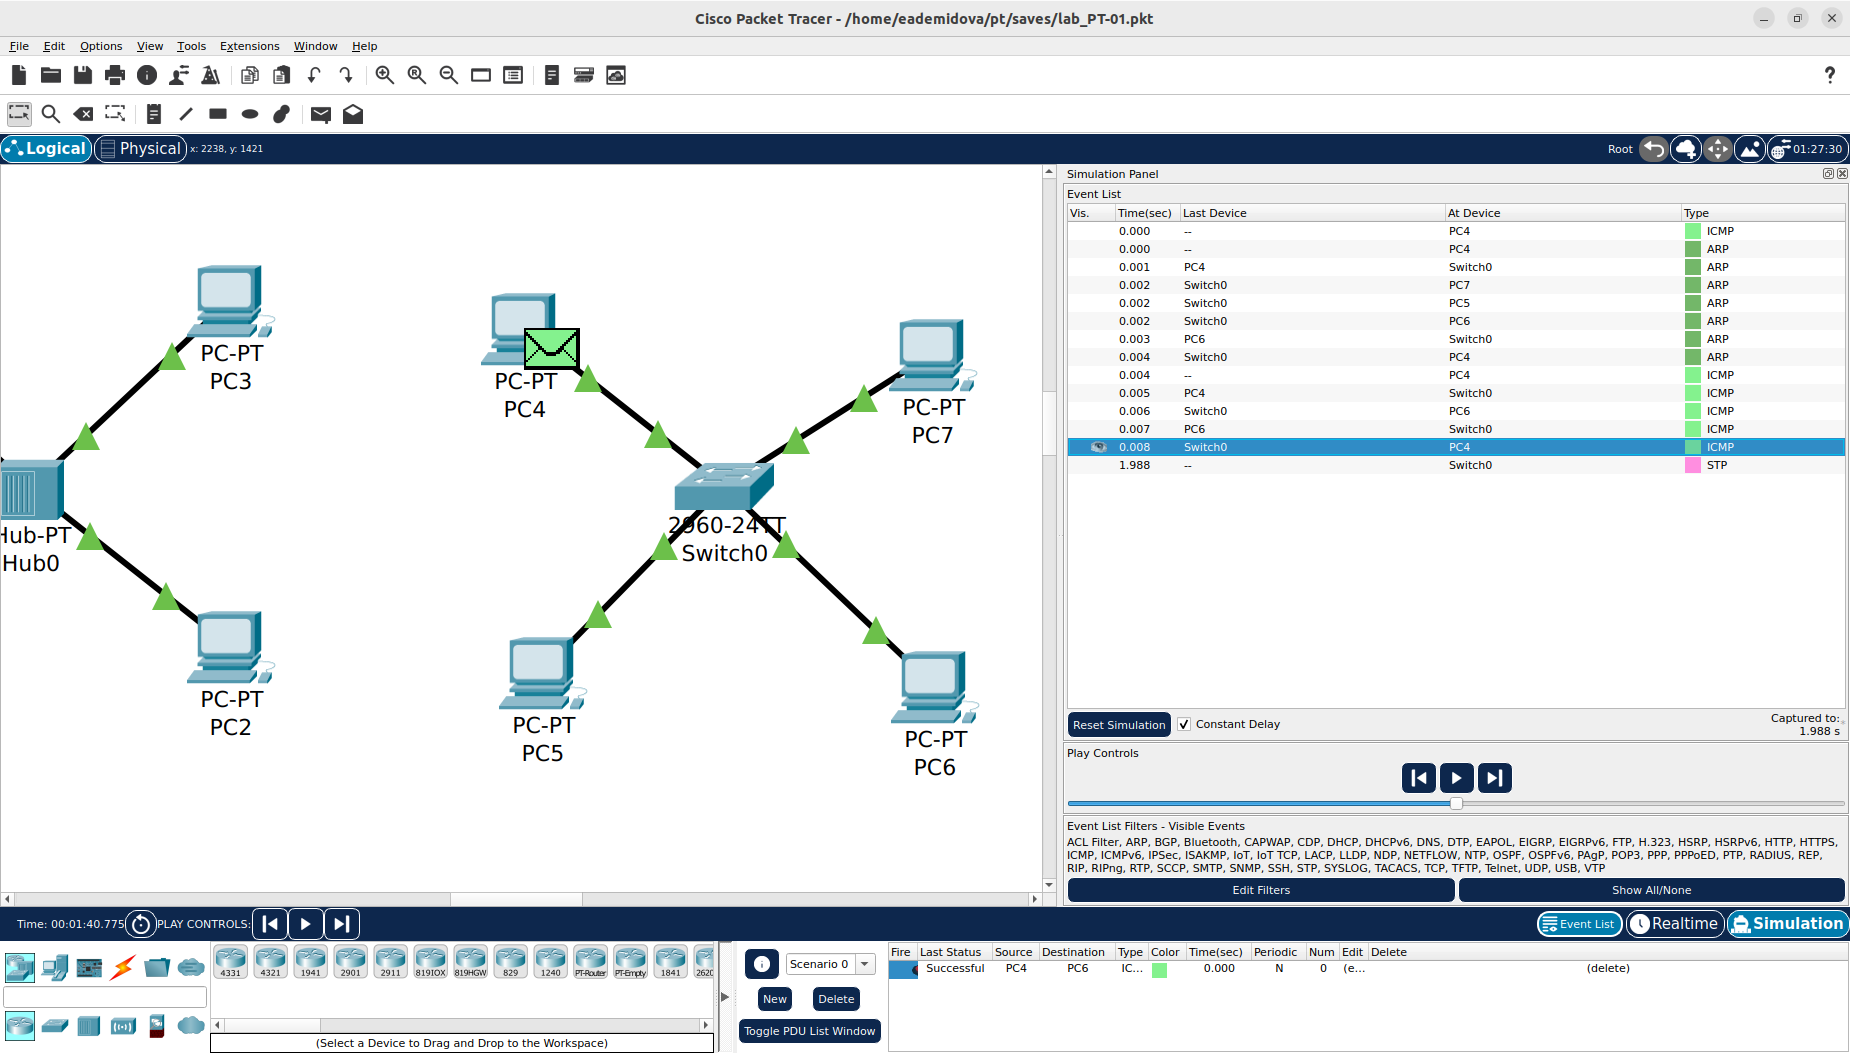 Cisco Packet Tracer - /home/eademidova/pt/saves/lab_PT-01.pkt
File Edit Options View Tools Extensions Window Help
Logical Physical x: 2238, y: 1421 Root 01:27:30
PC-PT
PC3
Hub-PT
Hub0
PC-PT
PC2
PC-PT
PC4
PC-PT
PC7
2960-24TT
Switch0
PC-PT
PC5
PC-PT
PC6
Simulation Panel
Event List
Vis. Time(sec) Last Device At Device Type
0.000 -- PC4 ICMP
0.000 -- PC4 ARP
0.001 PC4 Switch0 ARP
0.002 Switch0 PC7 ARP
0.002 Switch0 PC5 ARP
0.002 Switch0 PC6 ARP
0.003 PC6 Switch0 ARP
0.004 Switch0 PC4 ARP
0.004 -- PC4 ICMP
0.005 PC4 Switch0 ICMP
0.006 Switch0 PC6 ICMP
0.007 PC6 Switch0 ICMP
0.008 Switch0 PC4 ICMP
1.988 -- Switch0 STP
Reset Simulation Constant Delay Captured to:
1.988 s
Play Controls
Event List Filters - Visible Events
ACL Filter, ARP, BGP, Bluetooth, CAPWAP, CDP, DHCP, DHCPv6, DNS, DTP, EAPOL, EIGRP, EIGRPv6, FTP, H.323, HSRP, HSRPv6, HTTP, HTTPS,
ICMP, ICMPv6, IPSec, ISAKMP, IoT, IoT TCP, LACP, LLDP, NDP, NETFLOW, NTP, OSPF, OSPFv6, PAgP, POP3, PPP, PPPoED, PTP, RADIUS, REP,
RIP, RIPng, RTP, SCCP, SMTP, SNMP, SSH, STP, SYSLOG, TACACS, TCP, TFTP, Telnet, UDP, USB, VTP
Edit Filters Show All/None
Time: 00:01:40.775 PLAY CONTROLS: Event List Realtime Simulation
4331 4321 1941 2901 2911 819IOX 819HGW 829 1240 PT-Router PT-Empty 1841 2620
(Select a Device to Drag and Drop to the Workspace)
Scenario 0
New Delete
Toggle PDU List Window
Fire Last Status Source Destination Type Color Time(sec) Periodic Num Edit Delete
Successful PC4 PC6 IC... 0.000 N 0 (e... (delete)